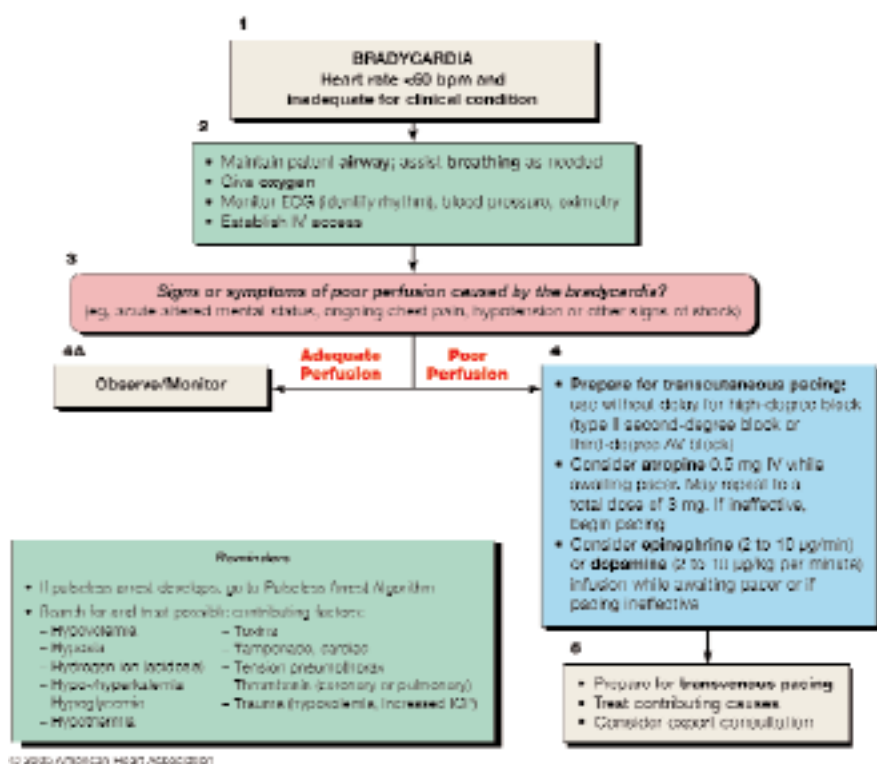 1
BRADYCARDIA
Heart rate <60 bpm and
inadequate for clinical condition
2
• Maintain patent airway; assist breathing as needed
• Give oxygen
• Monitor ECG (identify rhythm), blood pressure, oximetry
• Establish IV access
3
Signs or symptoms of poor perfusion caused by the bradycardia?
(eg, acute altered mental status, ongoing chest pain, hypotension or other signs of shock)
4A
Observe/Monitor
Adequate
Perfusion
Poor
Perfusion
4
• Prepare for transcutaneous pacing:
use without delay for high-degree block
(type II second-degree block or
third-degree AV block)
• Consider atropine 0.5 mg IV while
awaiting pacer. May repeat to a
total dose of 3 mg. If ineffective,
begin pacing
• Consider epinephrine (2 to 10 µg/min)
or dopamine (2 to 10 µg/kg per minute)
infusion while awaiting pacer or if
pacing ineffective
5
• Prepare for transvenous pacing
• Treat contributing causes
• Consider expert consultation
Reminders
• If pulseless arrest develops, go to Pulseless Arrest Algorithm
• Search for and treat possible contributing factors:
– Hypovolemia
– Hypoxia
– Hydrogen ion (acidosis)
– Hypo-/hyperkalemia
– Hypoglycemia
– Hypothermia
– Toxins
– Tamponade, cardiac
– Tension pneumothorax
– Thrombosis (coronary or pulmonary)
– Trauma (hypovolemia, increased ICP)
© 2005 American Heart Association